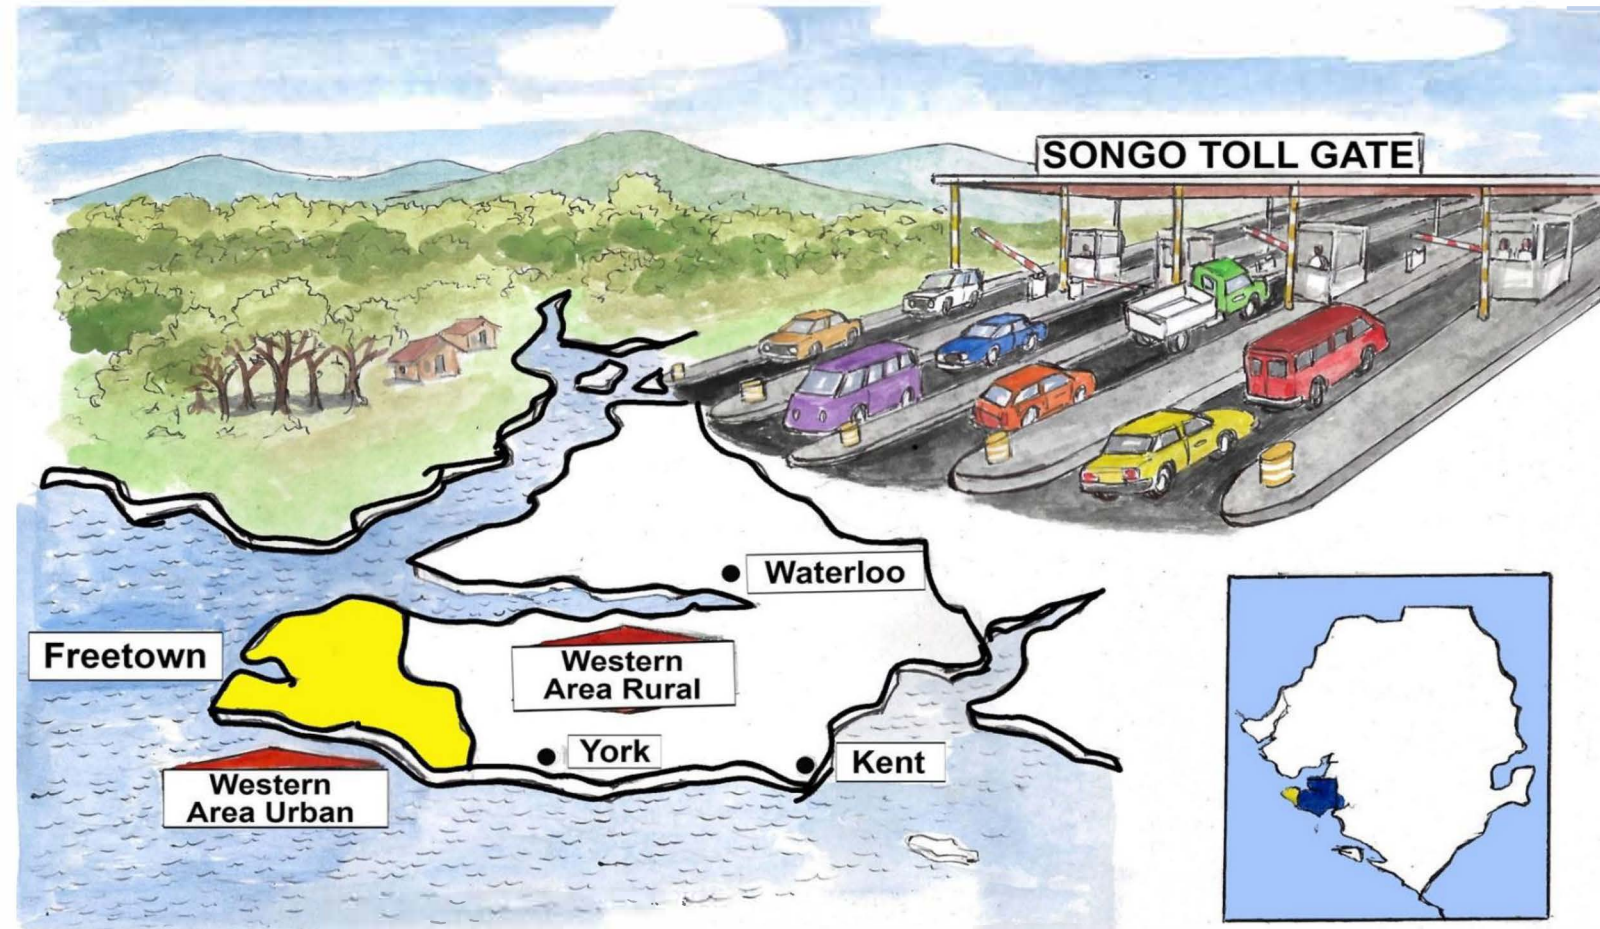 SONGO TOLL GATE
Waterloo
Freetown
Western
Area Rural
York
Kent
Western
Area Urban